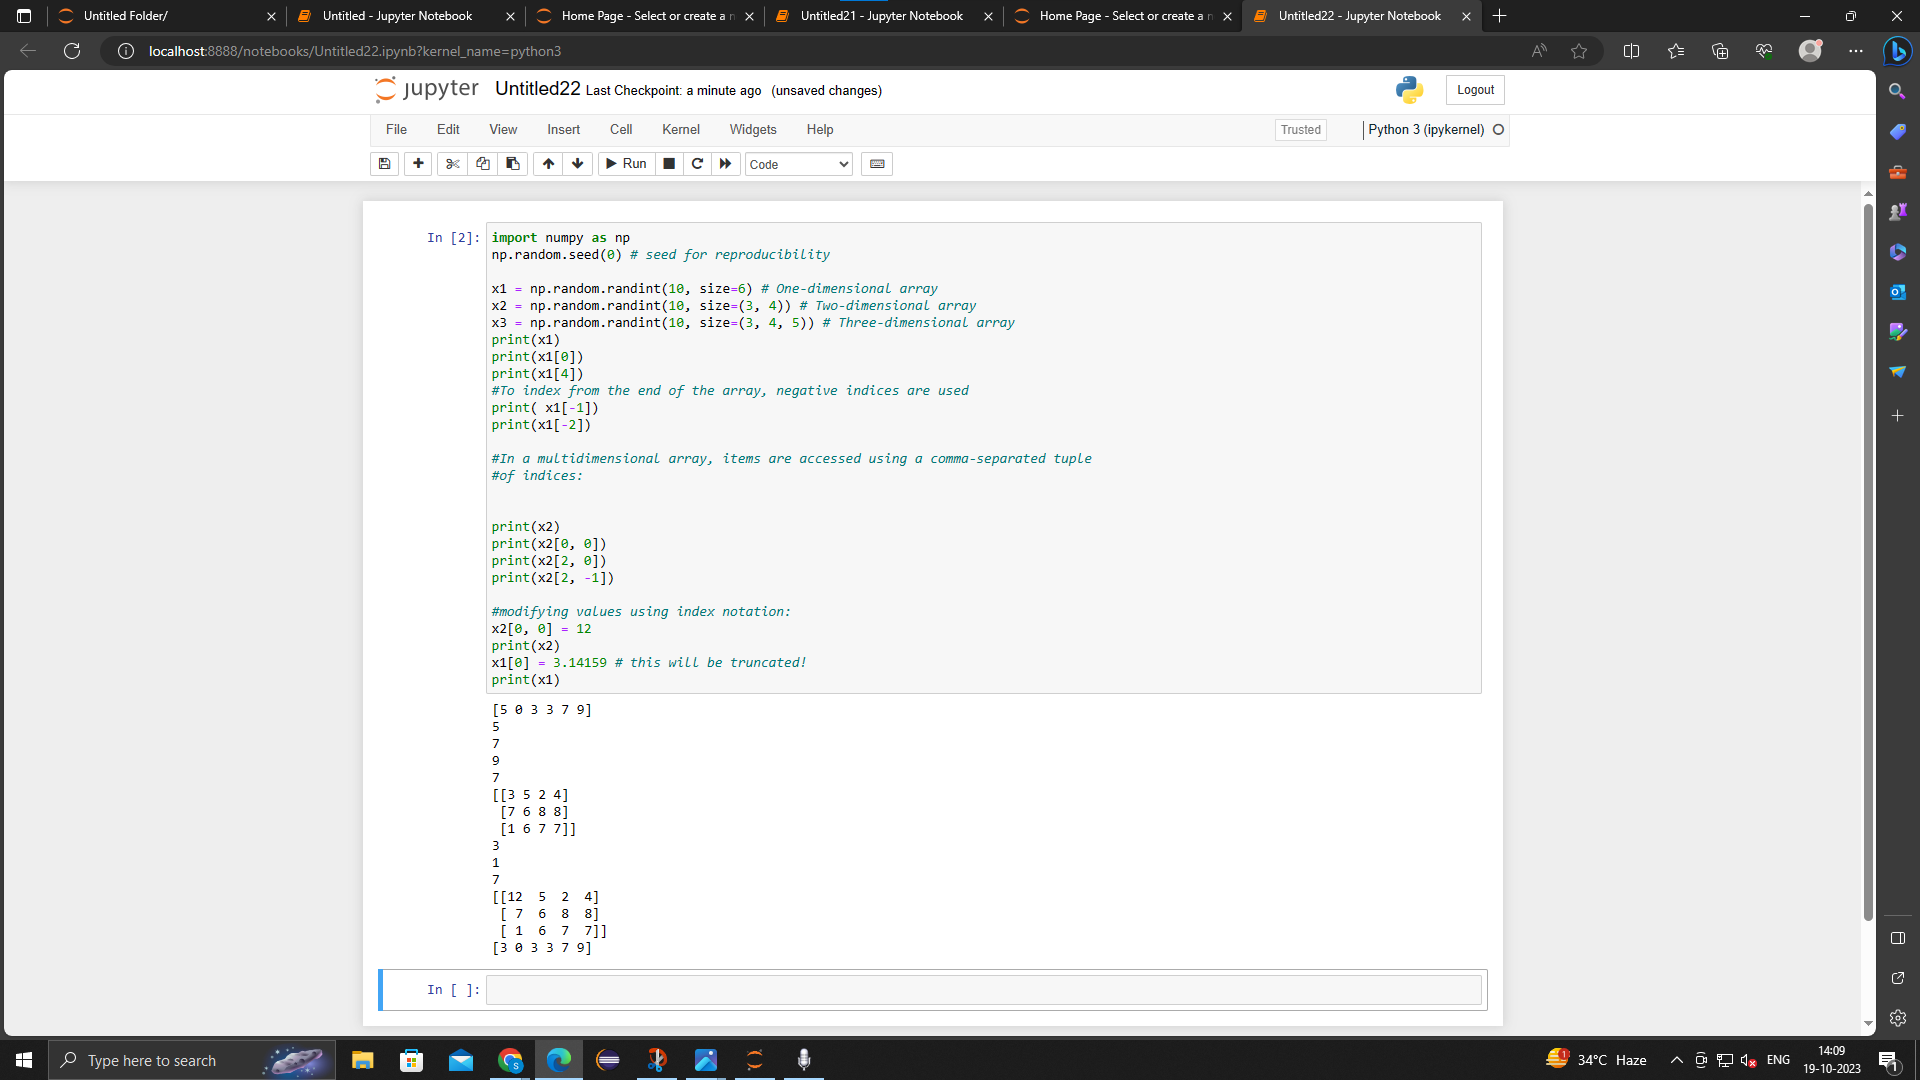 Untitled Folder/
Untitled - Jupyter Notebook
Home Page - Select or create a n
Untitled21 - Jupyter Notebook
Home Page - Select or create a n
Untitled22 - Jupyter Notebook
localhost:8888/notebooks/Untitled22.ipynb?kernel_name=python3
jupyter Untitled22 Last Checkpoint: a minute ago (unsaved changes)
Logout
File Edit View Insert Cell Kernel Widgets Help
Trusted
Python 3 (ipykernel)
Run
Code
In [2]:
import numpy as np
np.random.seed(0) # seed for reproducibility
x1 = np.random.randint(10, size=6) # One-dimensional array
x2 = np.random.randint(10, size=(3, 4)) # Two-dimensional array
x3 = np.random.randint(10, size=(3, 4, 5)) # Three-dimensional array
print(x1)
print(x1[0])
print(x1[4])
#To index from the end of the array, negative indices are used
print( x1[-1])
print(x1[-2])
#In a multidimensional array, items are accessed using a comma-separated tuple
#of indices:
print(x2)
print(x2[0, 0])
print(x2[2, 0])
print(x2[2, -1])
#modifying values using index notation:
x2[0, 0] = 12
print(x2)
x1[0] = 3.14159 # this will be truncated!
print(x1)
[5 0 3 3 7 9]
5
7
9
7
[[3 5 2 4]
[7 6 8 8]
[1 6 7 7]]
3
1
7
[[12 5 2 4]
[ 7 6 8 8]
[ 1 6 7 7]]
[3 0 3 3 7 9]
In [ ]:
Type here to search
1
34°C Haze
ENG
14:09
19-10-2023
1